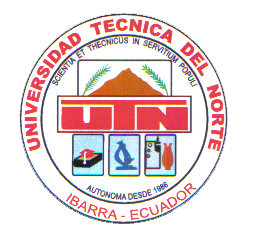 UNIVERSIDAD TECNICA DEL NORTE
SCIENTIA ET THECNICUS IN SERVITIUM POPULI
UTN
AUTONOMA DESDE 1986
IBARRA - ECUADOR